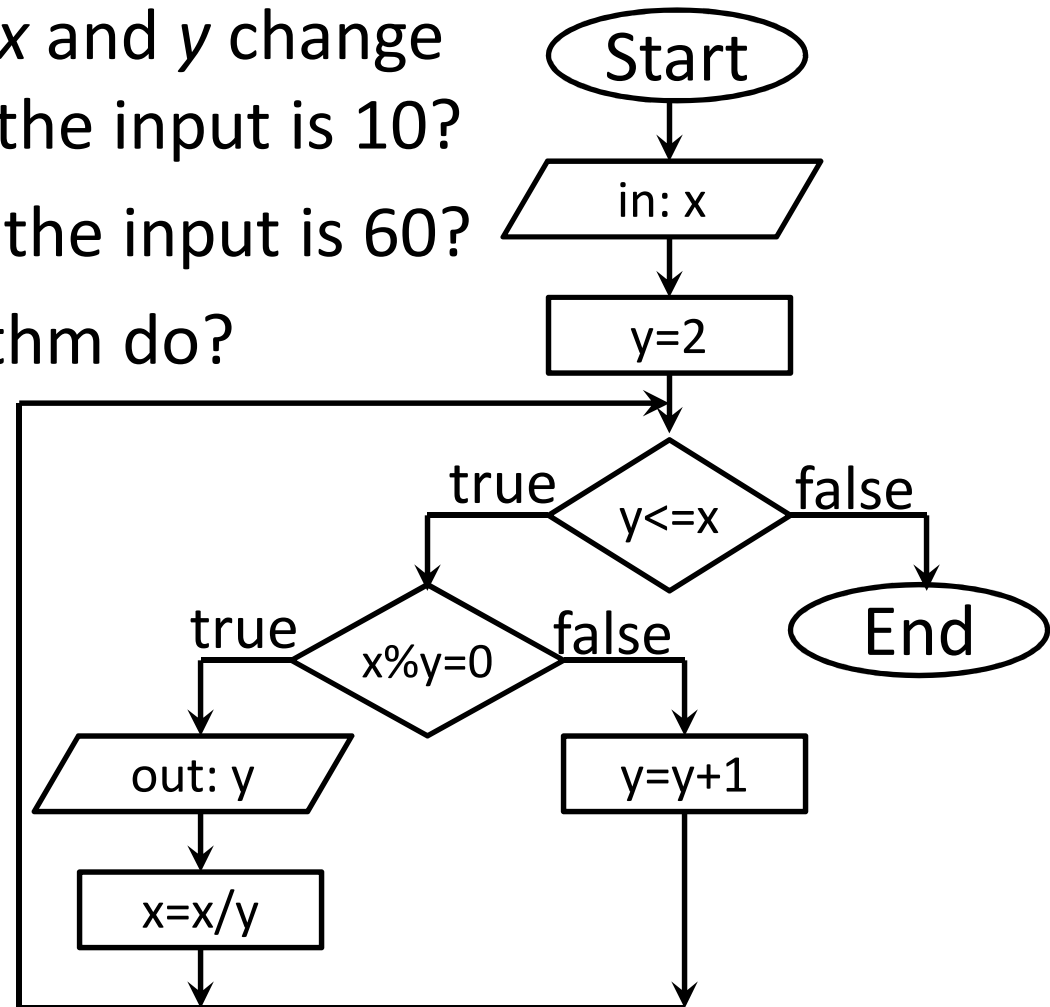 x and y change
the input is 10?
the input is 60?
thm do?
Start
in: x
y=2
y<=x
true
false
End
x%y=0
true
false
out: y
y=y+1
x=x/y